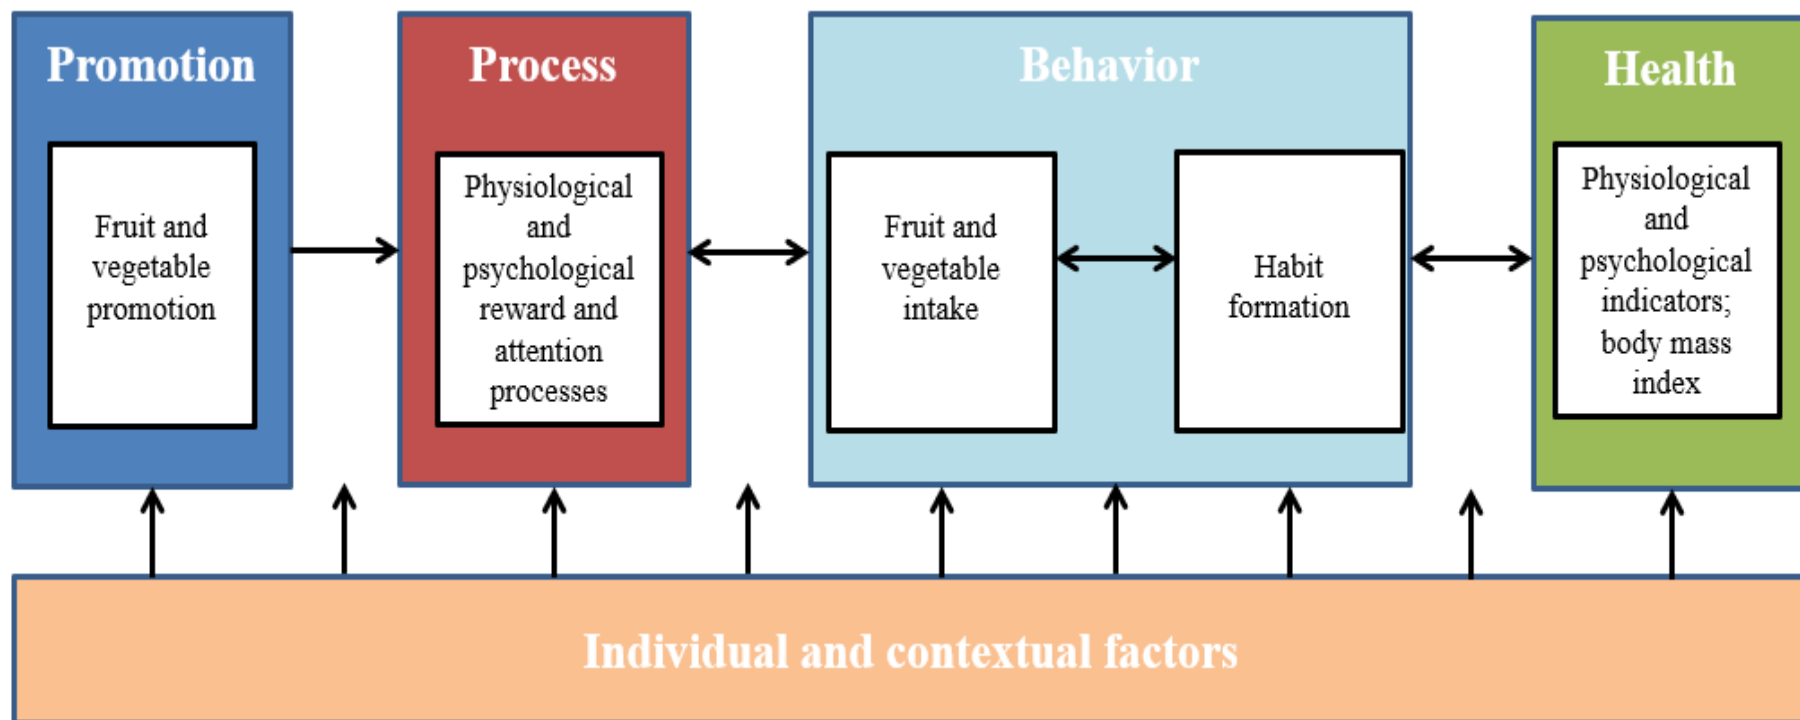 Promotion
Fruit and
vegetable
promotion
Process
Physiological
and
psychological
reward and
attention
processes
Behavior
Fruit and
vegetable
intake
Habit
formation
Health
Physiological
and
psychological
indicators;
body mass
index
Individual and contextual factors